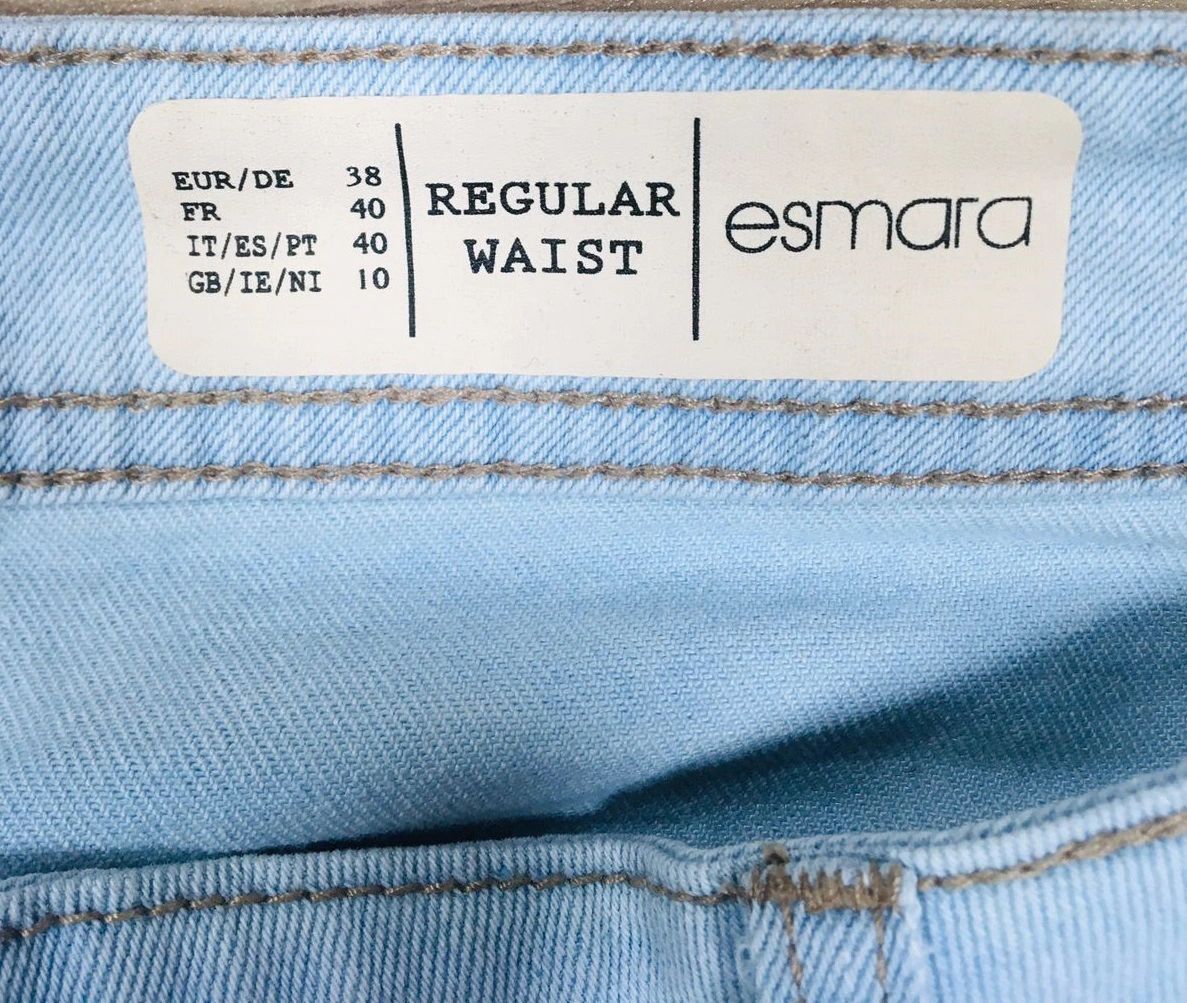 EUR/DE 38
FR 40
IT/ES/PT 40
GB/IE/NI 10
REGULAR
WAIST
esmara